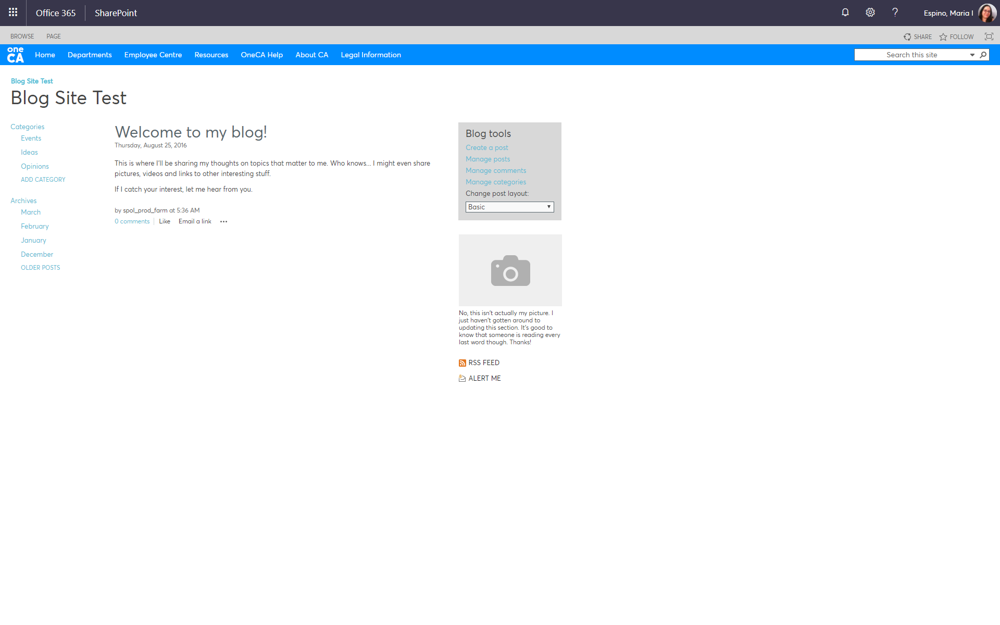 Office 365
SharePoint
?
Espino, Maria I
BROWSE
PAGE
SHARE
FOLLOW
one
CA
Home
Departments
Employee Centre
Resources
OneCA Help
About CA
Legal Information
Search this site
Blog Site Test
Blog Site Test
Categories
Events
Ideas
Opinions
ADD CATEGORY
Archives
March
February
January
December
OLDER POSTS
Welcome to my blog!
Thursday, August 25, 2016
This is where I'll be sharing my thoughts on topics that matter to me. Who knows... I might even share
pictures, videos and links to other interesting stuff.
If I catch your interest, let me hear from you.
by spol_prod_farm at 5:36 AM
0 comments
Like
Email a link
Blog tools
Create a post
Manage posts
Manage comments
Manage categories
Change post layout:
Basic
No, this isn't actually my picture. I
just haven't gotten around to
updating this section. It's good to
know that someone is reading every
last word though. Thanks!
RSS FEED
ALERT ME